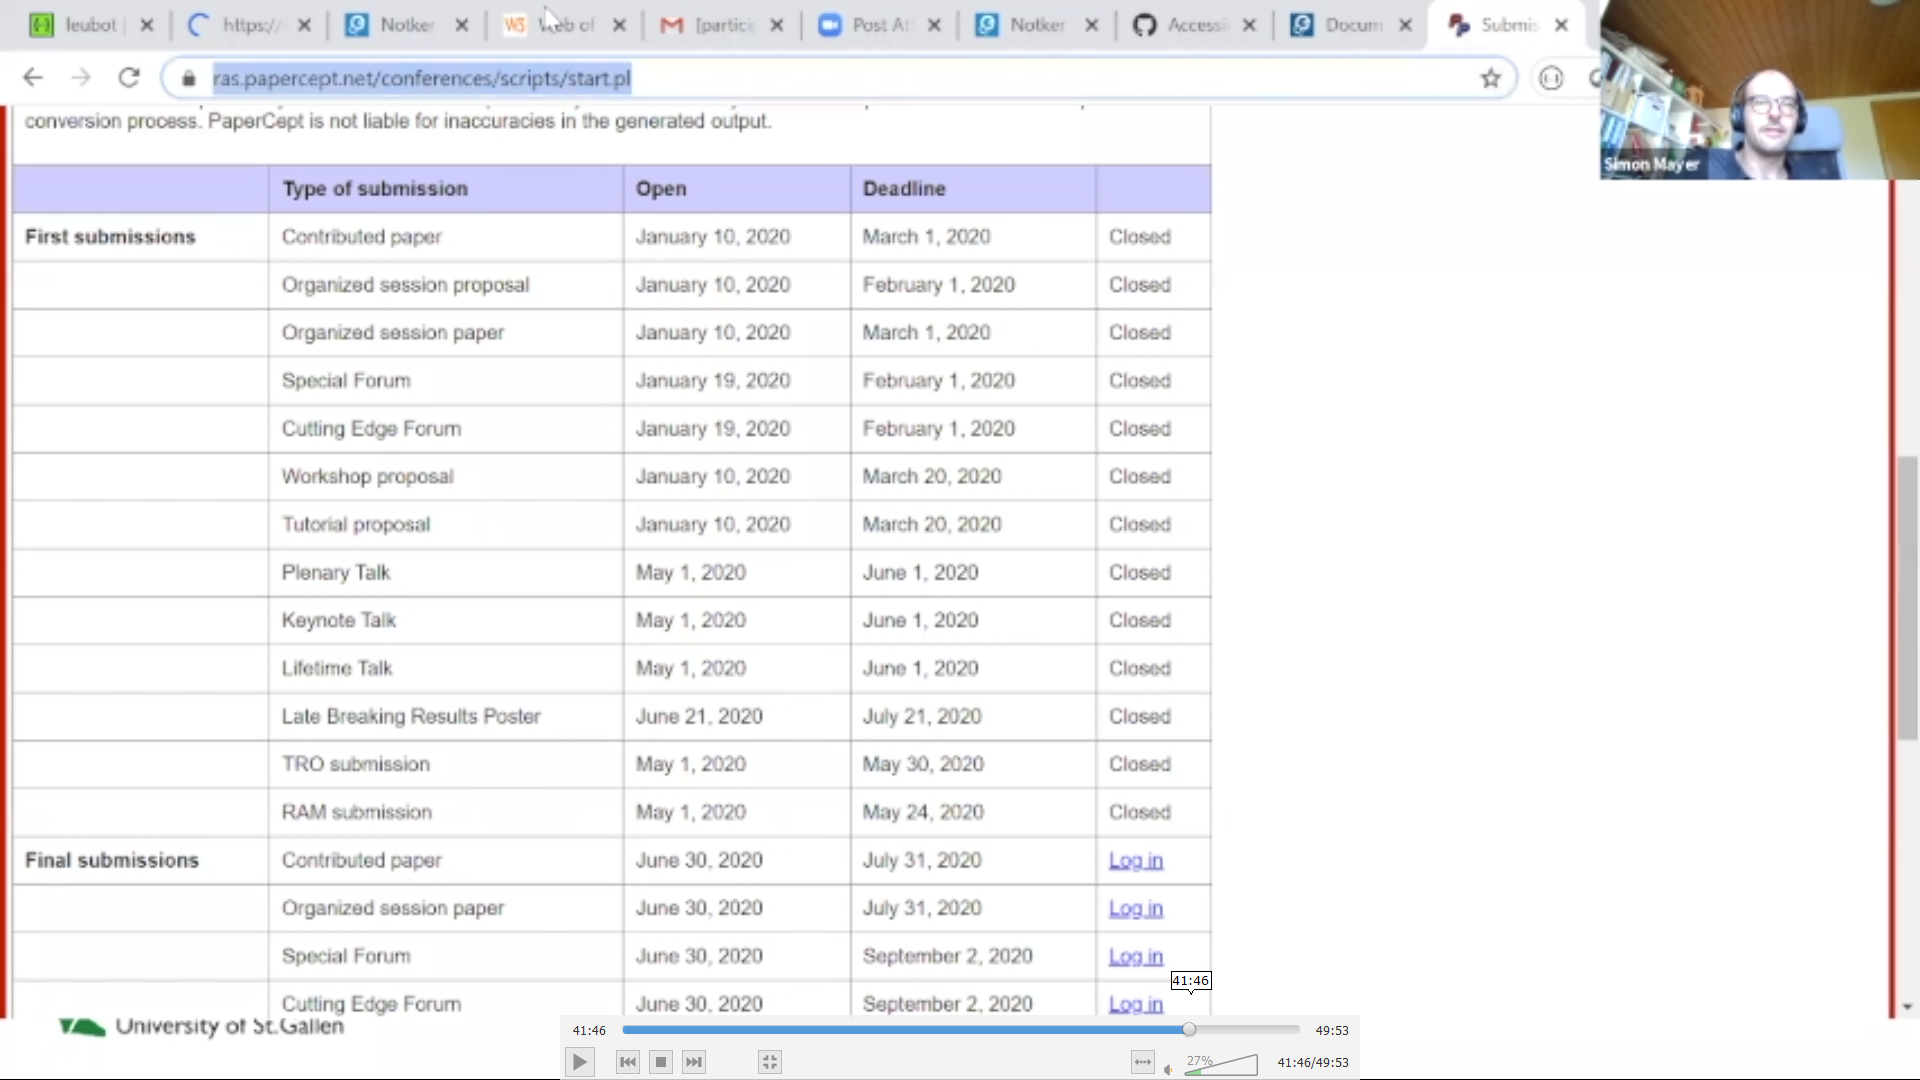 leubot
https://
Notker
Web of
[partici
Post At
Notker
Accessi
Docum
Submis
ras.papercept.net/conferences/scripts/start.pl
Simon Mayer
conversion process. PaperCept is not liable for inaccuracies in the generated output.
Type of submission Open Deadline
First submissions Contributed paper January 10, 2020 March 1, 2020 Closed
Organized session proposal January 10, 2020 February 1, 2020 Closed
Organized session paper January 10, 2020 March 1, 2020 Closed
Special Forum January 19, 2020 February 1, 2020 Closed
Cutting Edge Forum January 19, 2020 February 1, 2020 Closed
Workshop proposal January 10, 2020 March 20, 2020 Closed
Tutorial proposal January 10, 2020 March 20, 2020 Closed
Plenary Talk May 1, 2020 June 1, 2020 Closed
Keynote Talk May 1, 2020 June 1, 2020 Closed
Lifetime Talk May 1, 2020 June 1, 2020 Closed
Late Breaking Results Poster June 21, 2020 July 21, 2020 Closed
TRO submission May 1, 2020 May 30, 2020 Closed
RAM submission May 1, 2020 May 24, 2020 Closed
Final submissions Contributed paper June 30, 2020 July 31, 2020 Log in
Organized session paper June 30, 2020 July 31, 2020 Log in
Special Forum June 30, 2020 September 2, 2020 Log in
41:46
Cutting Edge Forum June 30, 2020 September 2, 2020 Log in
University of St.Gallen
41:46 49:53
27% 41:46/49:53